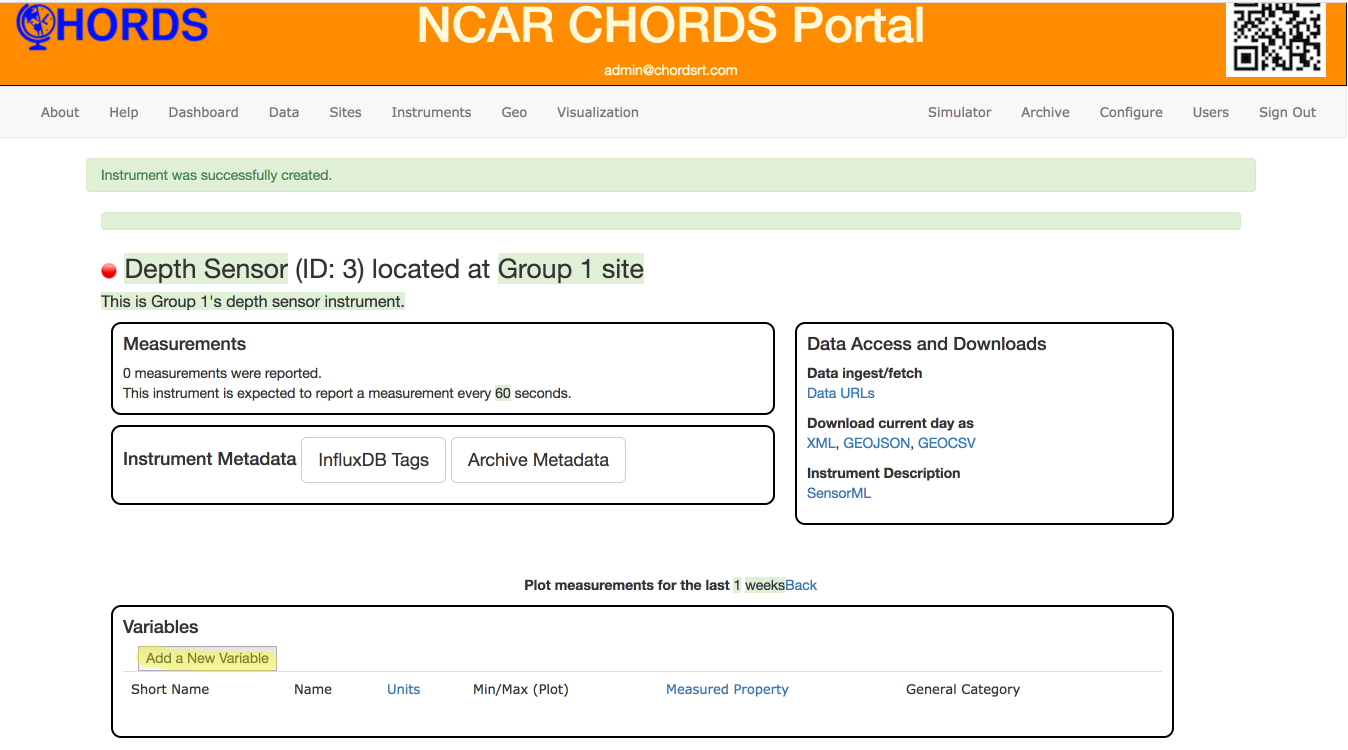 CHORDS
NCAR CHORDS Portal
admin@chordsrt.com
About Help Dashboard Data Sites Instruments Geo Visualization Simulator Archive Configure Users Sign Out
Instrument was successfully created.
Depth Sensor (ID: 3) located at Group 1 site
This is Group 1's depth sensor instrument.
Measurements
0 measurements were reported.
This instrument is expected to report a measurement every 60 seconds.
Instrument Metadata InfluxDB Tags Archive Metadata
Data Access and Downloads
Data ingest/fetch
Data URLs
Download current day as
XML, GEOJSON, GEOCSV
Instrument Description
SensorML
Plot measurements for the last 1 weeksBack
Variables
Add a New Variable
Short Name Name Units Min/Max (Plot) Measured Property General Category